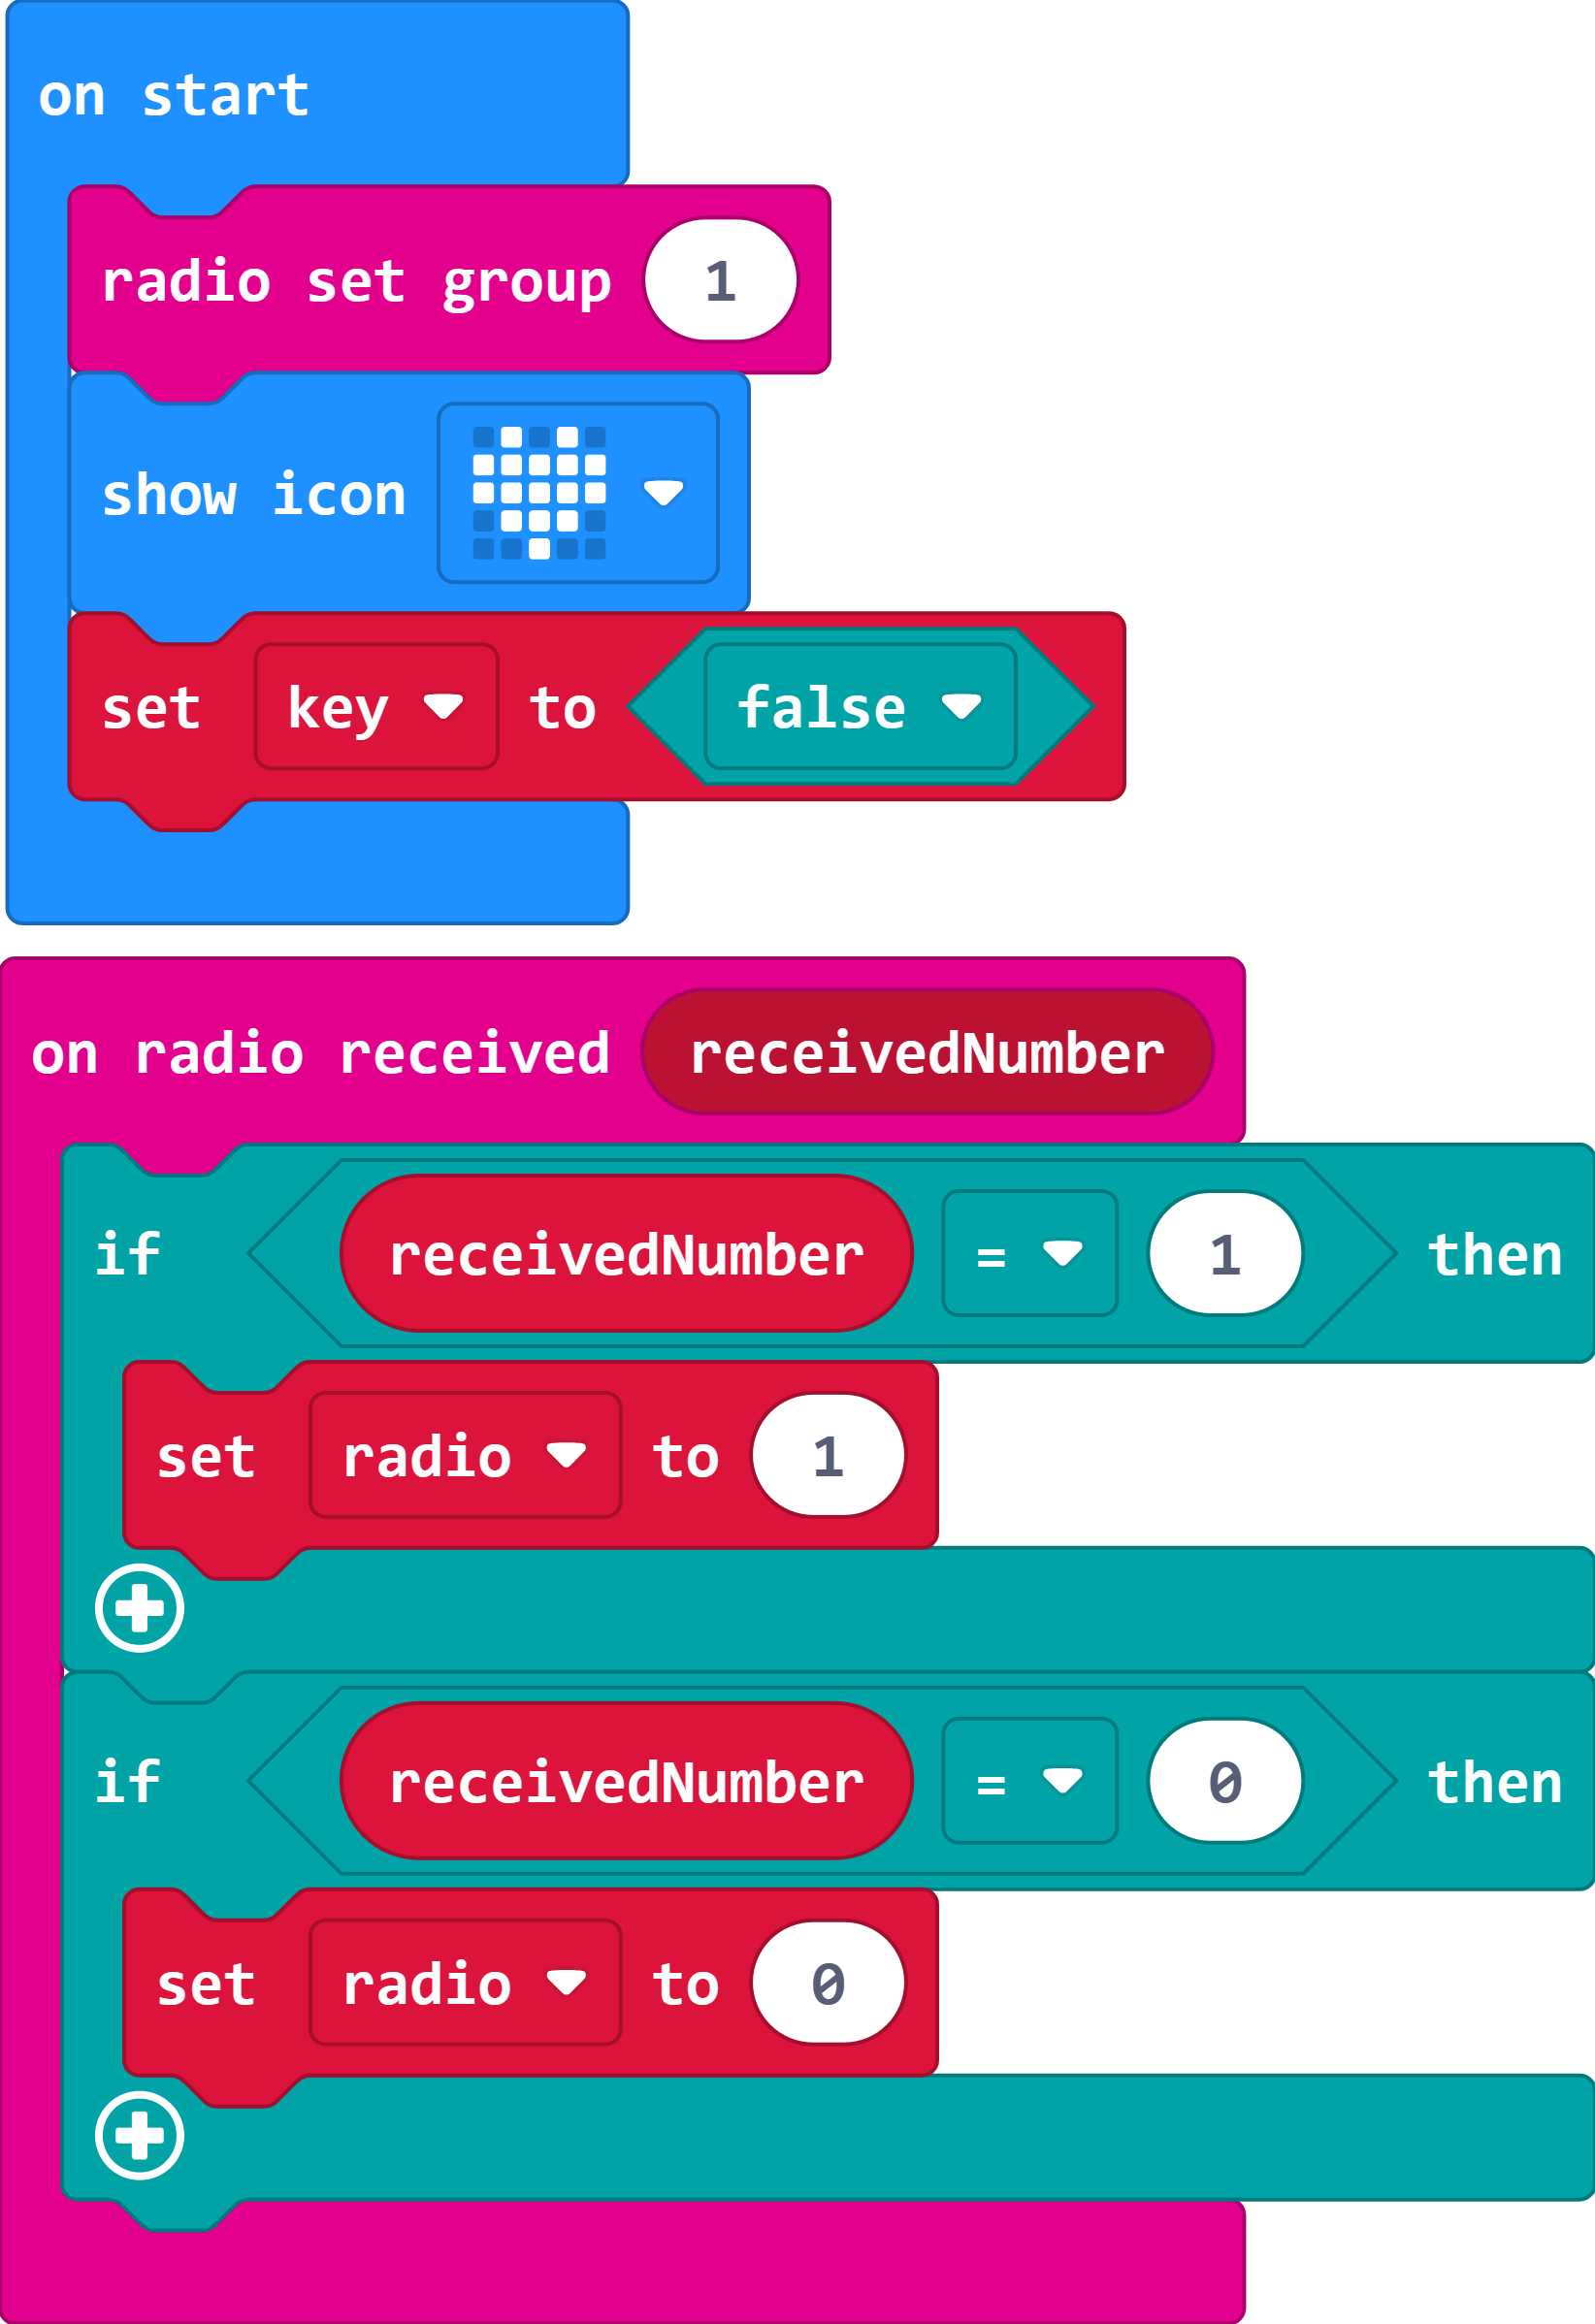 on start
radio set group 1
show icon
set key to false
on radio received receivedNumber
if receivedNumber = 1 then
set radio to 1
if receivedNumber = 0 then
set radio to 0